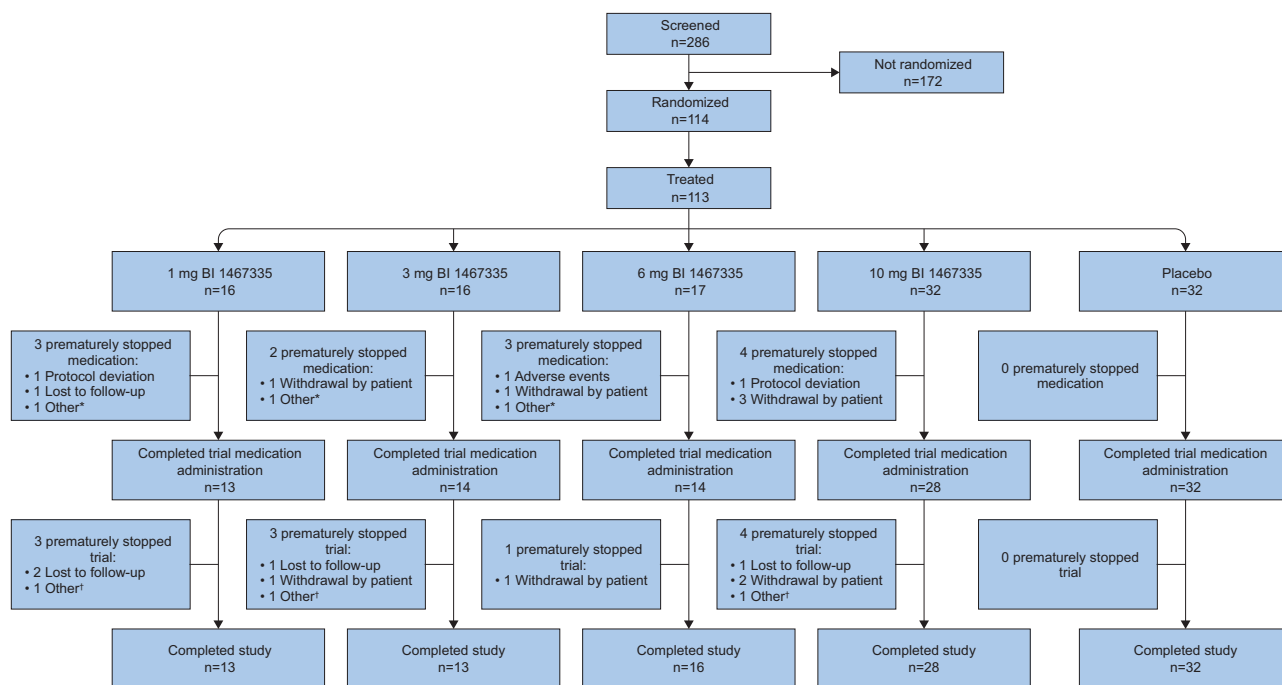 Screened
n=286
Not randomized
n=172
Randomized
n=114
Treated
n=113
1 mg BI 1467335
n=16
3 mg BI 1467335
n=16
6 mg BI 1467335
n=17
10 mg BI 1467335
n=32
Placebo
n=32
3 prematurely stopped
medication:
• 1 Protocol deviation
• 1 Lost to follow-up
• 1 Other*
2 prematurely stopped
medication:
• 1 Withdrawal by patient
• 1 Other*
3 prematurely stopped
medication:
• 1 Adverse events
• 1 Withdrawal by patient
• 1 Other*
4 prematurely stopped
medication:
• 1 Protocol deviation
• 3 Withdrawal by patient
0 prematurely stopped
medication
Completed trial medication
administration
n=13
Completed trial medication
administration
n=14
Completed trial medication
administration
n=14
Completed trial medication
administration
n=28
Completed trial medication
administration
n=32
3 prematurely stopped
trial:
• 2 Lost to follow-up
• 1 Other†
3 prematurely stopped
trial:
• 1 Lost to follow-up
• 1 Withdrawal by patient
• 1 Other†
1 prematurely stopped
trial:
• 1 Withdrawal by patient
4 prematurely stopped
trial:
• 1 Lost to follow-up
• 2 Withdrawal by patient
• 1 Other†
0 prematurely stopped
trial
Completed study
n=13
Completed study
n=13
Completed study
n=16
Completed study
n=28
Completed study
n=32